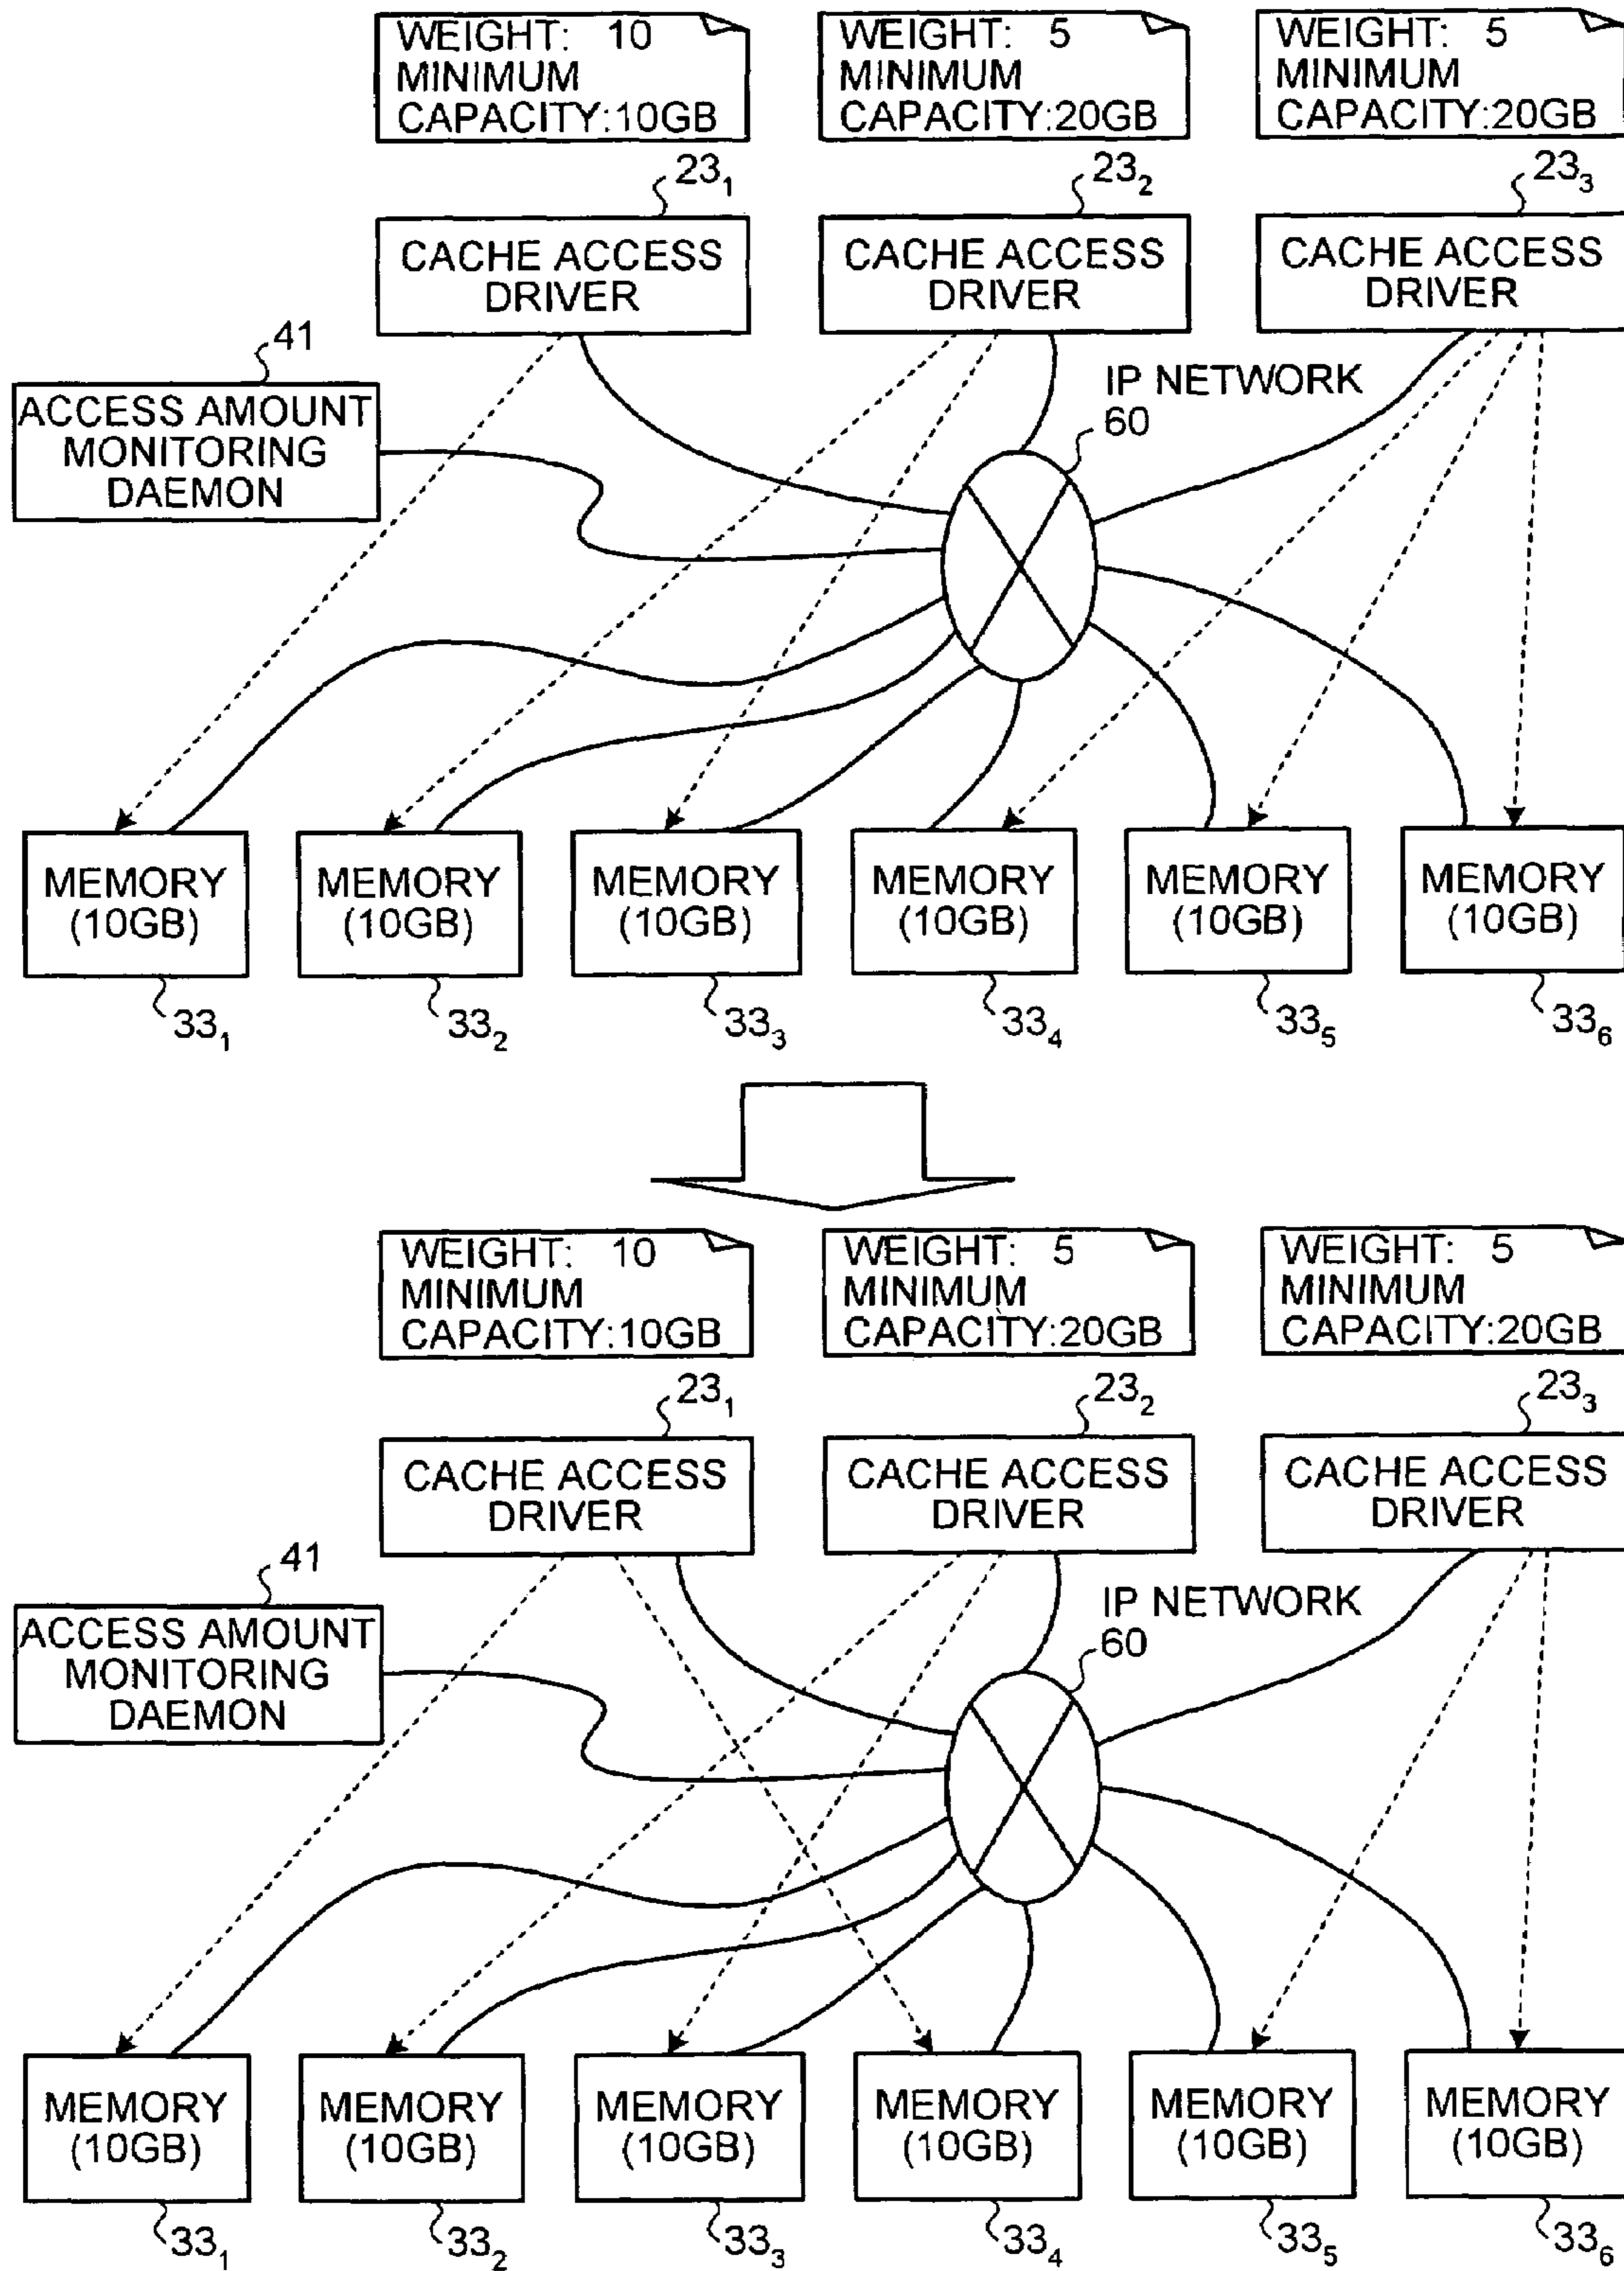 WEIGHT: 10
MINIMUM
CAPACITY:10GB
WEIGHT: 5
MINIMUM
CAPACITY:20GB
WEIGHT: 5
MINIMUM
CAPACITY:20GB
23₁
23₂
23₃
CACHE ACCESS
DRIVER
CACHE ACCESS
DRIVER
CACHE ACCESS
DRIVER
41
ACCESS AMOUNT
MONITORING
DAEMON
IP NETWORK
60
MEMORY
(10GB)
MEMORY
(10GB)
MEMORY
(10GB)
MEMORY
(10GB)
MEMORY
(10GB)
MEMORY
(10GB)
33₁
33₂
33₃
33₄
33₅
33₆
WEIGHT: 10
MINIMUM
CAPACITY:10GB
WEIGHT: 5
MINIMUM
CAPACITY:20GB
WEIGHT: 5
MINIMUM
CAPACITY:20GB
23₁
23₂
23₃
CACHE ACCESS
DRIVER
CACHE ACCESS
DRIVER
CACHE ACCESS
DRIVER
41
ACCESS AMOUNT
MONITORING
DAEMON
IP NETWORK
60
MEMORY
(10GB)
MEMORY
(10GB)
MEMORY
(10GB)
MEMORY
(10GB)
MEMORY
(10GB)
MEMORY
(10GB)
33₁
33₂
33₃
33₄
33₅
33₆